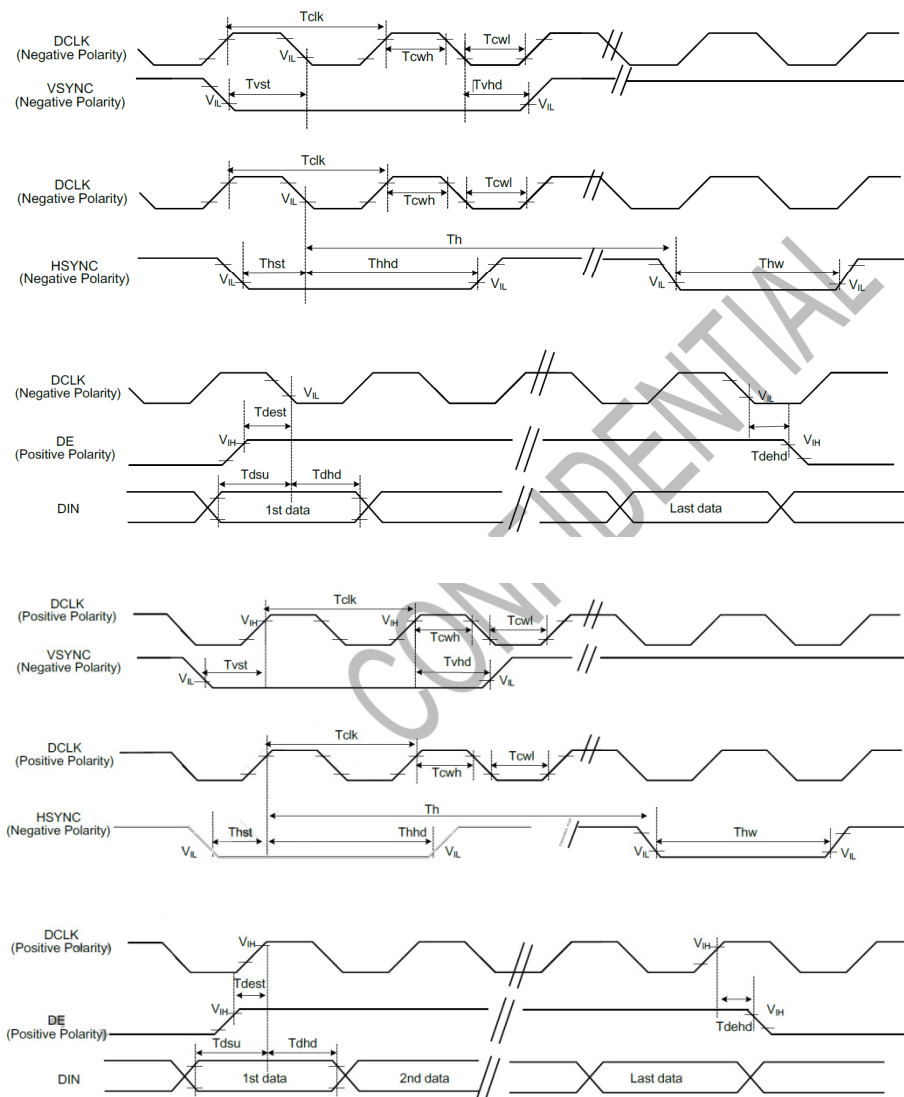 Tclk
DCLK
(Negative Polarity)
VIL
Tcwh
Tcwl
VSYNC
(Negative Polarity)
VIL
Tvst
Tvhd
VIL
Tclk
DCLK
(Negative Polarity)
VIL
Tcwh
Tcwl
Th
HSYNC
(Negative Polarity)
VIL
Thst
Thhd
VIL
VIL
Thw
VIL
DCLK
(Negative Polarity)
VIL
VIL
Tdest
DE
(Positive Polarity)
VIH
VIH
Tdehd
Tdsu
Tdhd
DIN
1st data
Last data
CONFIDENTIAL
DCLK
(Positive Polarity)
Tclk
VIH
VIH
Tcwh
Tcwl
VSYNC
(Negative Polarity)
VIL
Tvst
Tvhd
VIL
DCLK
(Positive Polarity)
Tclk
Tcwh
Tcwl
Th
HSYNC
(Negative Polarity)
VIL
Thst
Thhd
VIL
VIL
Thw
VIL
DCLK
(Positive Polarity)
VIH
VIH
Tdest
DE
(Positive Polarity)
VIH
VIH
Tdehd
Tdsu
Tdhd
DIN
1st data
2nd data
Last data